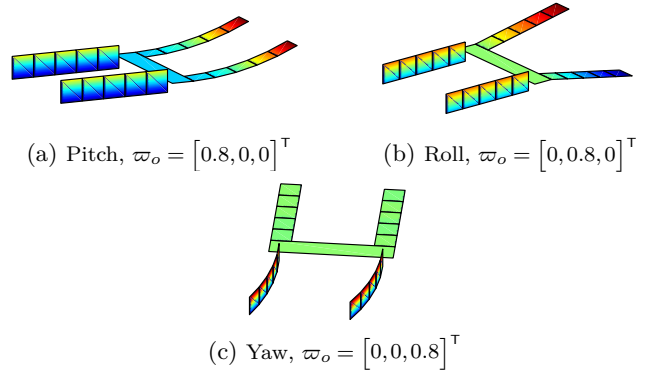 (a) Pitch, ϖₒ = [0.8, 0, 0]ᵀ
(b) Roll, ϖₒ = [0, 0.8, 0]ᵀ
(c) Yaw, ϖₒ = [0, 0, 0.8]ᵀ